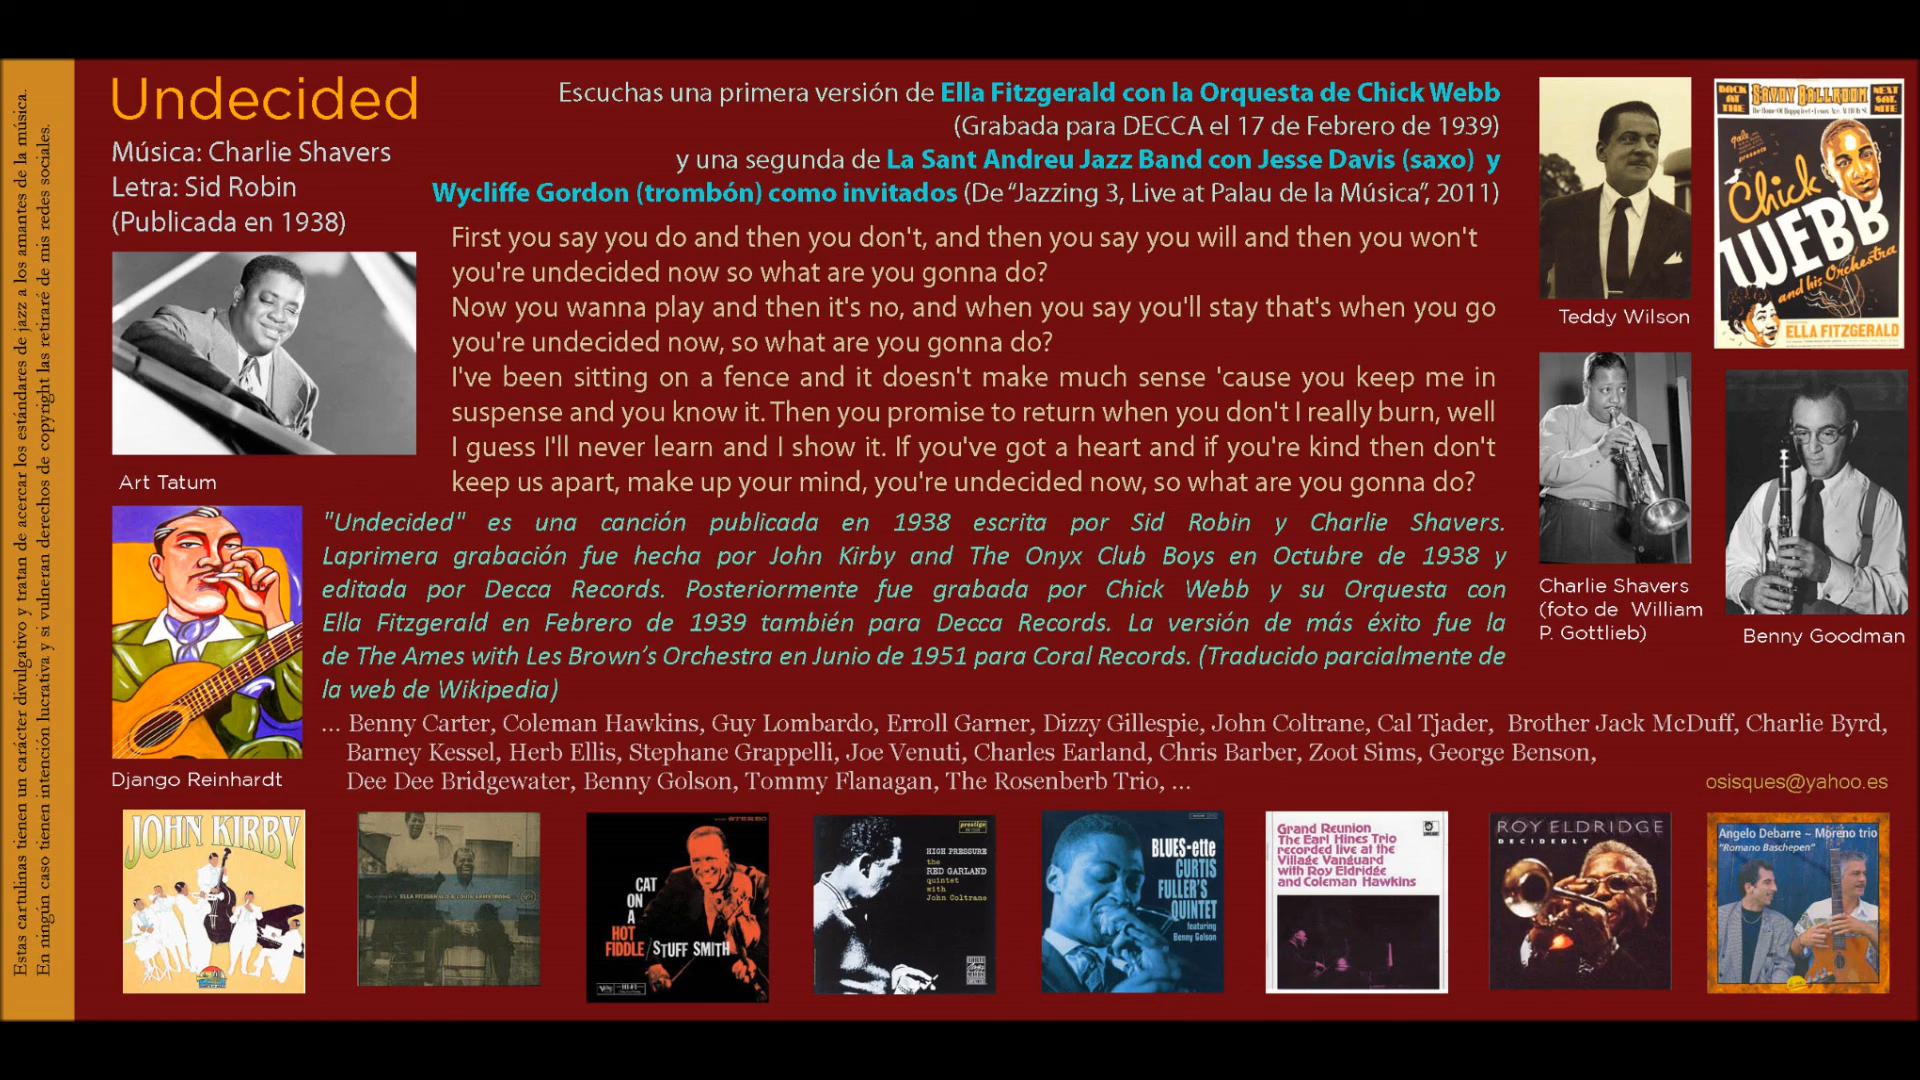 Estas cartulinas tienen un carácter divulgativo y tratan de acercar los estándares de jazz a los amantes de la música.
En ningún caso tienen intención lucrativa y si vulneran derechos de copyright las retiraré de mis redes sociales.
Undecided
Música: Charlie Shavers
Letra: Sid Robin
(Publicada en 1938)
Escuchas una primera versión de Ella Fitzgerald con la Orquesta de Chick Webb
(Grabada para DECCA el 17 de Febrero de 1939)
y una segunda de La Sant Andreu Jazz Band con Jesse Davis (saxo) y
Wycliffe Gordon (trombón) como invitados (De “Jazzing 3, Live at Palau de la Música”, 2011)
First you say you do and then you don't, and then you say you will and then you won't
you're undecided now so what are you gonna do?
Now you wanna play and then it's no, and when you say you'll stay that's when you go
you're undecided now, so what are you gonna do?
I've been sitting on a fence and it doesn't make much sense 'cause you keep me in
suspense and you know it. Then you promise to return when you don't I really burn, well
I guess I'll never learn and I show it. If you've got a heart and if you're kind then don't
keep us apart, make up your mind, you're undecided now, so what are you gonna do?
Art Tatum
"Undecided" es una canción publicada en 1938 escrita por Sid Robin y Charlie Shavers.
Laprimera grabación fue hecha por John Kirby and The Onyx Club Boys en Octubre de 1938 y
editada por Decca Records. Posteriormente fue grabada por Chick Webb y su Orquesta con
Ella Fitzgerald en Febrero de 1939 también para Decca Records. La versión de más éxito fue la
de The Ames with Les Brown’s Orchestra en Junio de 1951 para Coral Records. (Traducido parcialmente de
la web de Wikipedia)
Django Reinhardt
... Benny Carter, Coleman Hawkins, Guy Lombardo, Erroll Garner, Dizzy Gillespie, John Coltrane, Cal Tjader, Brother Jack McDuff, Charlie Byrd,
Barney Kessel, Herb Ellis, Stephane Grappelli, Joe Venuti, Charles Earland, Chris Barber, Zoot Sims, George Benson,
Dee Dee Bridgewater, Benny Golson, Tommy Flanagan, The Rosenberb Trio, ...
Teddy Wilson
BACK AT THE
SAVOY BALLROOM
NEXT SAT. NITE
Gale presents
Chick
WEBB
and his Orchestra
ELLA FITZGERALD
Charlie Shavers
(foto de William
P. Gottlieb)
Benny Goodman
osisques@yahoo.es
JOHN KIRBY
ELLA FITZGERALD & LOUIS ARMSTRONG
STEREO
CAT
ON
A
HOT
FIDDLE / STUFF SMITH
Verve
HI-FI
prestige
HIGH PRESSURE
the
RED GARLAND
quintet
with
John Coltrane
BLUES-ette
CURTIS
FULLER'S
QUINTET
featuring
Benny Golson
Grand Reunion
The Earl Hines Trio
recorded live at the
Village Vanguard
with Roy Eldridge
and Coleman Hawkins
ROY ELDRIDGE
DECIDEDLY
Angelo Debarre ~ Moreno trio
"Romano Baschepen"